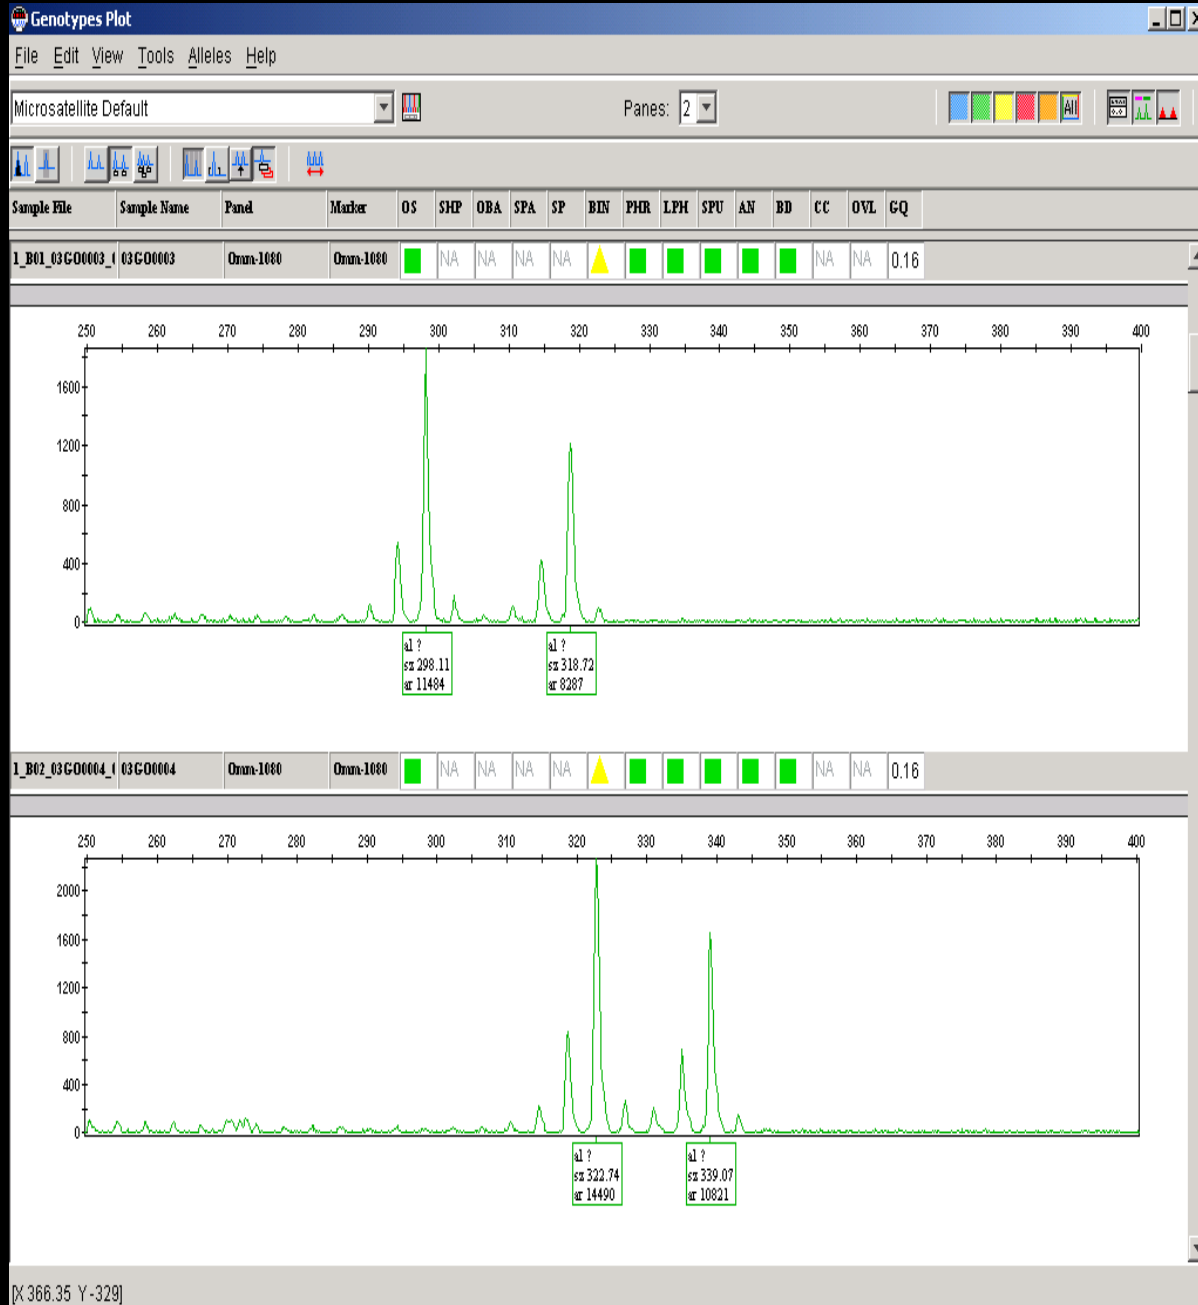 Genotypes Plot
File Edit View Tools Alleles Help
Microsatellite Default Panes: 2 All
Sample File Sample Name Panel Marker OS SHP OBA SPA SP BIN PHR LPH SPU AN BD CC OVL GQ
1_B01_03GO0003_ 03GO0003 Omm-1080 Omm-1080 NA NA NA NA NA NA 0.16
250 260 270 280 290 300 310 320 330 340 350 360 370 380 390 400
1600
1200
800
400
0
al ? al ?
sz 298.11 sz 318.72
ar 11484 ar 8287
1_B02_03GO0004_ 03GO0004 Omm-1080 Omm-1080 NA NA NA NA NA NA 0.16
250 260 270 280 290 300 310 320 330 340 350 360 370 380 390 400
2000
1600
1200
800
400
0
al ? al ?
sz 322.74 sz 339.07
ar 14490 ar 10821
[X 366.35 Y -329]